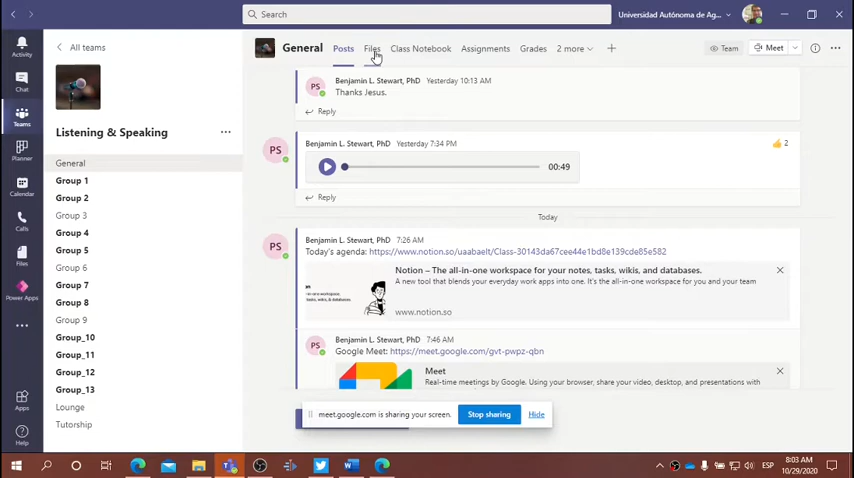 Search
Universidad Autónoma de Ag...
Activity
Chat
Teams
Planner
Calendar
Calls
Files
Power Apps
Apps
Help
All teams
Listening & Speaking
General
Group 1
Group 2
Group 3
Group 4
Group 5
Group 6
Group 7
Group 8
Group 9
Group_10
Group_11
Group_12
Group_13
Lounge
Tutorship
General Posts Files Class Notebook Assignments Grades 2 more
Team Meet
PS Benjamin L. Stewart, PhD Yesterday 10:13 AM
Thanks Jesus.
Reply
PS Benjamin L. Stewart, PhD Yesterday 7:34 PM 2
00:49
Reply
Today
PS Benjamin L. Stewart, PhD 7:26 AM
Today's agenda: https://www.notion.so/uaabaelt/Class-30143da67cee44e1bd8e139cde85e582
Notion – The all-in-one workspace for your notes, tasks, wikis, and databases.
A new tool that blends your everyday work apps into one. It's the all-in-one workspace for you and your team
www.notion.so
PS Benjamin L. Stewart, PhD 7:46 AM
Google Meet: https://meet.google.com/gvt-pwpz-qbn
Meet
Real-time meetings by Google. Using your browser, share your video, desktop, and presentations with
meet.google.com is sharing your screen. Stop sharing Hide
ESP
8:03 AM
10/29/2020